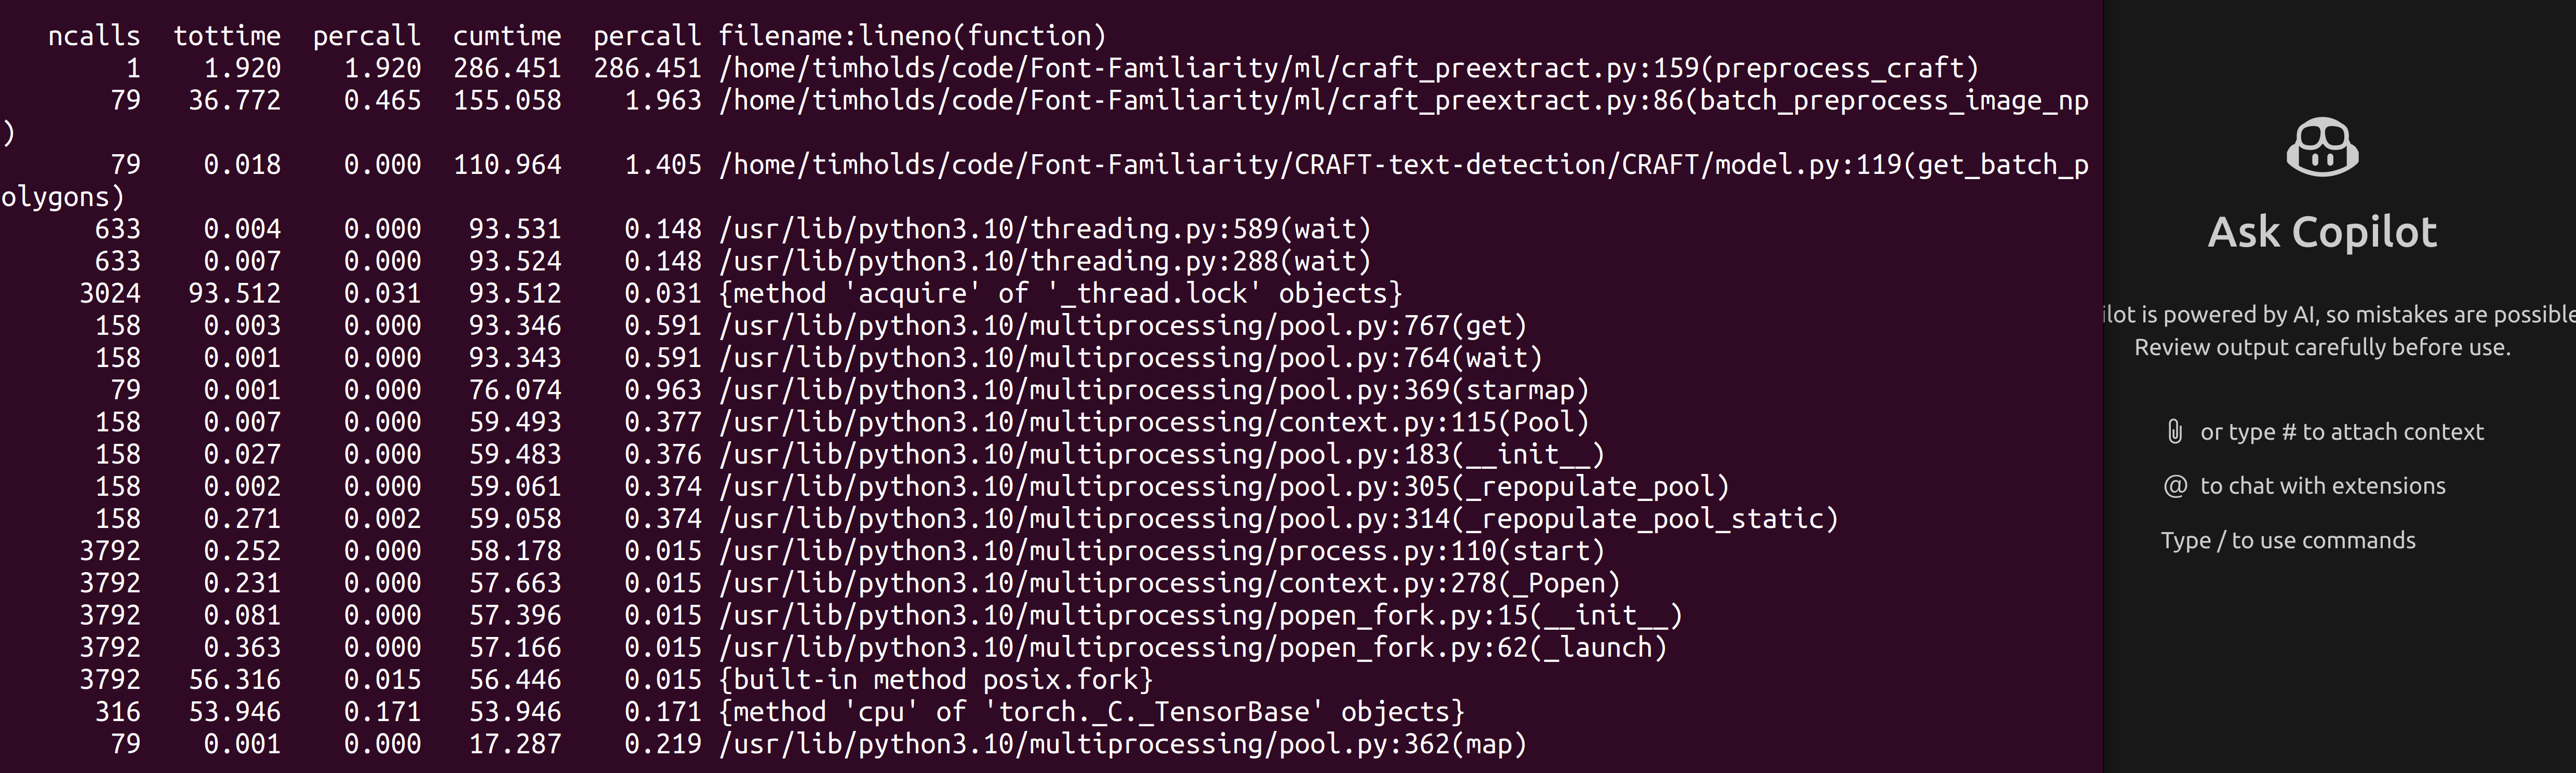 ncalls  tottime  percall  cumtime  percall filename:lineno(function)
1    1.920    1.920  286.451  286.451 /home/timholds/code/Font-Familiarity/ml/craft_preextract.py:159(preprocess_craft)
79   36.772    0.465  155.058    1.963 /home/timholds/code/Font-Familiarity/ml/craft_preextract.py:86(batch_preprocess_image_np
)
79    0.018    0.000  110.964    1.405 /home/timholds/code/Font-Familiarity/CRAFT-text-detection/CRAFT/model.py:119(get_batch_p
olygons)
633    0.004    0.000   93.531    0.148 /usr/lib/python3.10/threading.py:589(wait)
633    0.007    0.000   93.524    0.148 /usr/lib/python3.10/threading.py:288(wait)
3024   93.512    0.031   93.512    0.031 {method 'acquire' of '_thread.lock' objects}
158    0.003    0.000   93.346    0.591 /usr/lib/python3.10/multiprocessing/pool.py:767(get)
158    0.001    0.000   93.343    0.591 /usr/lib/python3.10/multiprocessing/pool.py:764(wait)
79    0.001    0.000   76.074    0.963 /usr/lib/python3.10/multiprocessing/pool.py:369(starmap)
158    0.007    0.000   59.493    0.377 /usr/lib/python3.10/multiprocessing/context.py:115(Pool)
158    0.027    0.000   59.483    0.376 /usr/lib/python3.10/multiprocessing/pool.py:183(__init__)
158    0.002    0.000   59.061    0.374 /usr/lib/python3.10/multiprocessing/pool.py:305(_repopulate_pool)
158    0.271    0.002   59.058    0.374 /usr/lib/python3.10/multiprocessing/pool.py:314(_repopulate_pool_static)
3792    0.252    0.000   58.178    0.015 /usr/lib/python3.10/multiprocessing/process.py:110(start)
3792    0.231    0.000   57.663    0.015 /usr/lib/python3.10/multiprocessing/context.py:278(_Popen)
3792    0.081    0.000   57.396    0.015 /usr/lib/python3.10/multiprocessing/popen_fork.py:15(__init__)
3792    0.363    0.000   57.166    0.015 /usr/lib/python3.10/multiprocessing/popen_fork.py:62(_launch)
3792   56.316    0.015   56.446    0.015 {built-in method posix.fork}
316   53.946    0.171   53.946    0.171 {method 'cpu' of 'torch._C._TensorBase' objects}
79    0.001    0.000   17.287    0.219 /usr/lib/python3.10/multiprocessing/pool.py:362(map)
Ask Copilot
ilot is powered by AI, so mistakes are possible
Review output carefully before use.
or type # to attach context
@ to chat with extensions
Type / to use commands